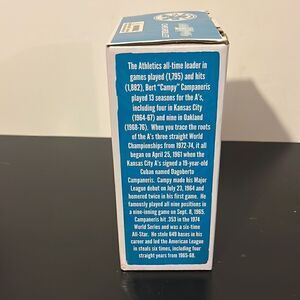 The Athletics all-time leader in
games played (1,795) and hits
(1,882), Bert "Campy" Campaneris
played 13 seasons for the A's,
including four in Kansas City
(1964-67) and nine in Oakland
(1968-76). When you trace the roots
of the A's three straight World
Championships from 1972-74, it all
began on April 25, 1961 when the
Kansas City A's signed a 19-year-old
Cuban named Dagoberto
Campaneris. Campy made his Major
League debut on July 23, 1964 and
homered twice in his first game. He
famously played all nine positions in
a nine-inning game on Sept. 8, 1965.
Campaneris hit .353 in the 1974
World Series and was a six-time
All-Star. He stole 649 bases in his
career and led the American League
in steals six times, including four
straight years from 1965-68.